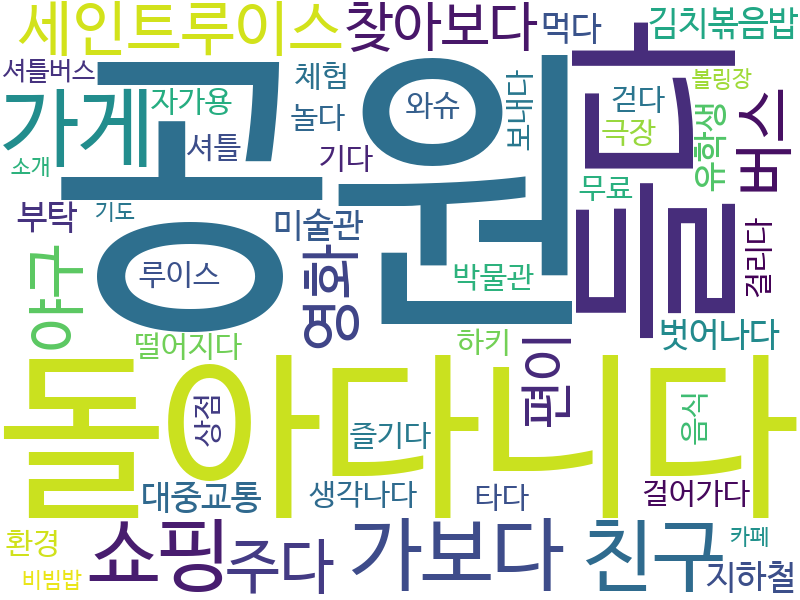 세인트루이스
찾아보다
먹다
김치볶음밥
셔틀버스
체험
보내다
볼링장
가게
자가용
공원
와슈
들다
걷다
놀다
극장
유학생
버스
셔틀
기다
소개
무료
부탁
기도
미술관
걸리다
야구
루이스
영화
박물관
떨어지다
하키
편이
벗어나다
돌아다니다
상점
음식
즐기다
대중교통
생각나다
타다
걸어가다
환경
쇼핑
주다
가보다
친구
카페
비빔밥
지하철